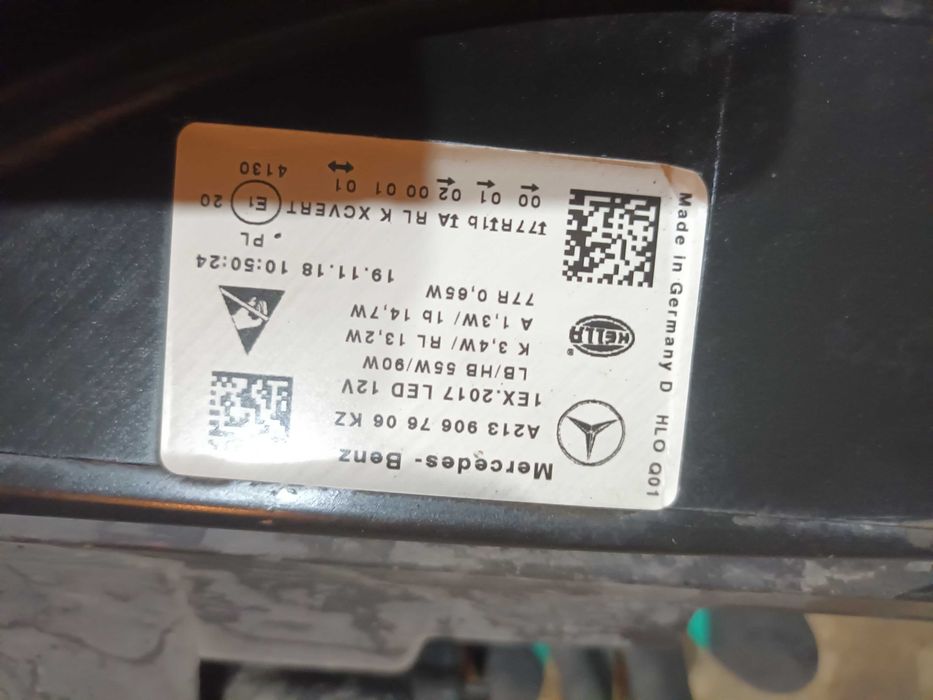 Mercedes-Benz
A213 906 76 06 KZ
1EX.2017 LED 12V
LB/HB 55W/90W
K 3,4W/ RL 13,2W
A 1,3W/ 1b 14,7W
77R 0,65W
19.11.18 10:50:24
PL
177R11b IA RL K XCVERT
00 01 02 00 01 01
20 E1 4130
HELLA ®
Made in Germany D HLO Q01